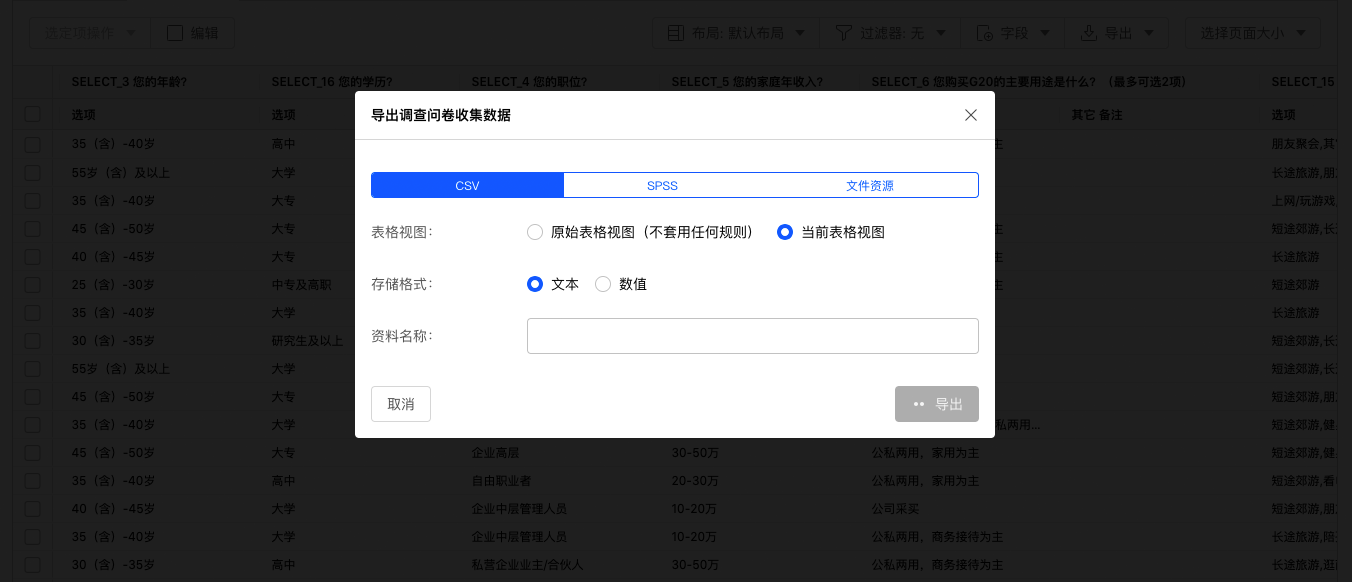 选定项操作 编辑 布局: 默认布局 过滤器: 无 字段 导出 选择页面大小
SELECT_3 您的年龄? SELECT_16 您的学历? SELECT_4 您的职位? SELECT_5 您的家庭年收入? SELECT_6 您购买G20的主要用途是什么? （最多可选2项） SELECT_15
选项 选项 其它 备注 选项
导出调查问卷收集数据
35（含）-40岁 高中 朋友聚会,其
55岁（含）及以上 大学 长途旅游,朋
CSV SPSS 文件资源
35（含）-40岁 大专 上网/玩游戏,
45（含）-50岁 大专 短途郊游,长
表格视图: 原始表格视图（不套用任何规则） 当前表格视图
40（含）-45岁 大专 长途旅游
25（含）-30岁 中专及高职 短途郊游
存储格式: 文本 数值
35（含）-40岁 大学 长途旅游
30（含）-35岁 研究生及以上 短途郊游,长
资料名称:
55岁（含）及以上 大学 短途郊游,长
45（含）-50岁 大专 短途郊游,朋
取消 导出
35（含）-40岁 大学 私两用... 短途郊游,健
45（含）-50岁 大专 企业高层 30-50万 公私两用，家用为主 短途郊游,健
35（含）-40岁 高中 自由职业者 20-30万 公私两用，家用为主 短途郊游,看
40（含）-45岁 大学 企业中层管理人员 10-20万 公司采买 短途郊游,朋
35（含）-40岁 大学 企业中层管理人员 10-20万 公私两用，商务接待为主 长途旅游,陪
30（含）-35岁 高中 私营企业业主/合伙人 30-50万 公私两用，商务接待为主 长途旅游,逛